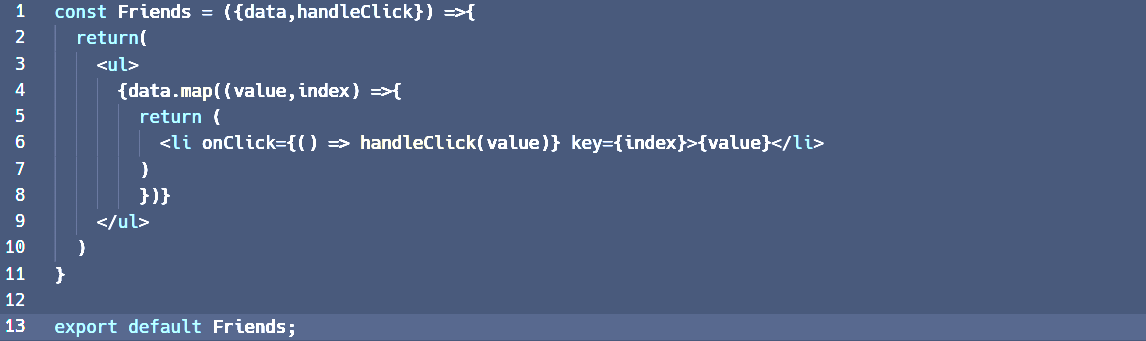 1 const Friends = ({data,handleClick}) =>{
2 return(
3 <ul>
4 {data.map((value,index) =>{
5 return (
6 <li onClick={() => handleClick(value)} key={index}>{value}</li>
7 )
8 })}
9 </ul>
10 )
11 }
12
13 export default Friends;